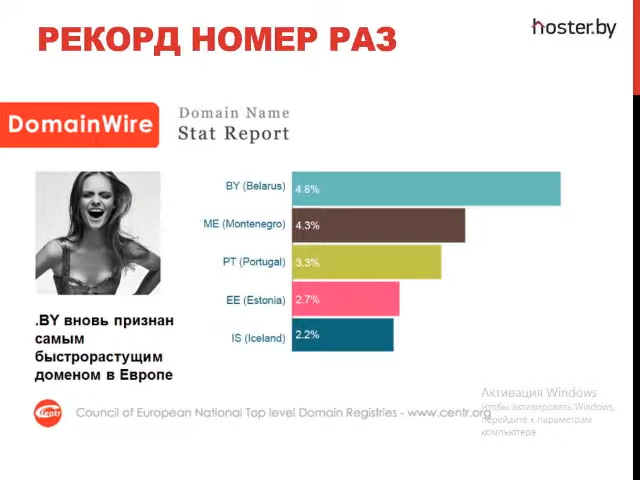 РЕКОРД НОМЕР РАЗ
hoster.by
DomainWire
Domain Name
Stat Report
BY (Belarus)
4.8%
ME (Montenegro)
4.3%
PT (Portugal)
3.3%
EE (Estonia)
2.7%
IS (Iceland)
2.2%
.BY вновь признан
самым
быстрорастущим
доменом в Европе
Centr
Council of European National Top level Domain Registries - www.centr.org
Активация Windows
Чтобы активировать Windows,
перейдите к параметрам
компьютера